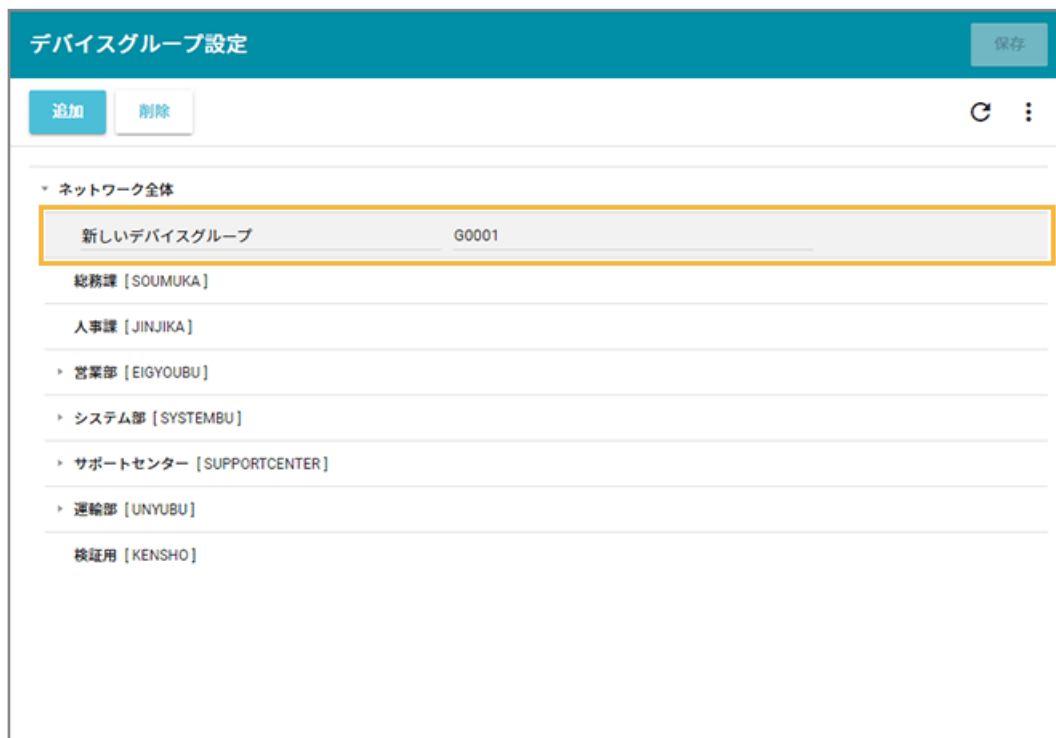 デバイスグループ設定 保存
追加 削除
ネットワーク全体
新しいデバイスグループ G0001
総務課 [ SOUMUKA ]
人事課 [ JINJIKA ]
営業部 [ EIGYOUBU ]
システム部 [ SYSTEMBU ]
サポートセンター [ SUPPORTCENTER ]
運輸部 [ UNYUBU ]
検証用 [ KENSHO ]